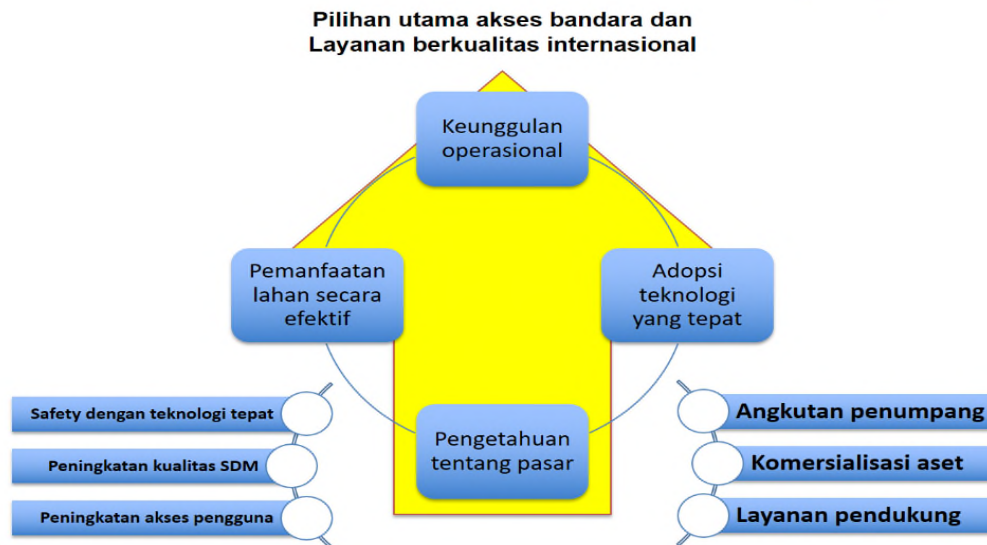 Pilihan utama akses bandara dan
Layanan berkualitas internasional
Keunggulan
operasional
Pemanfaatan
lahan secara
efektif
Adopsi
teknologi
yang tepat
Pengetahuan
tentang pasar
Safety dengan teknologi tepat
Peningkatan kualitas SDM
Peningkatan akses pengguna
Angkutan penumpang
Komersialisasi aset
Layanan pendukung